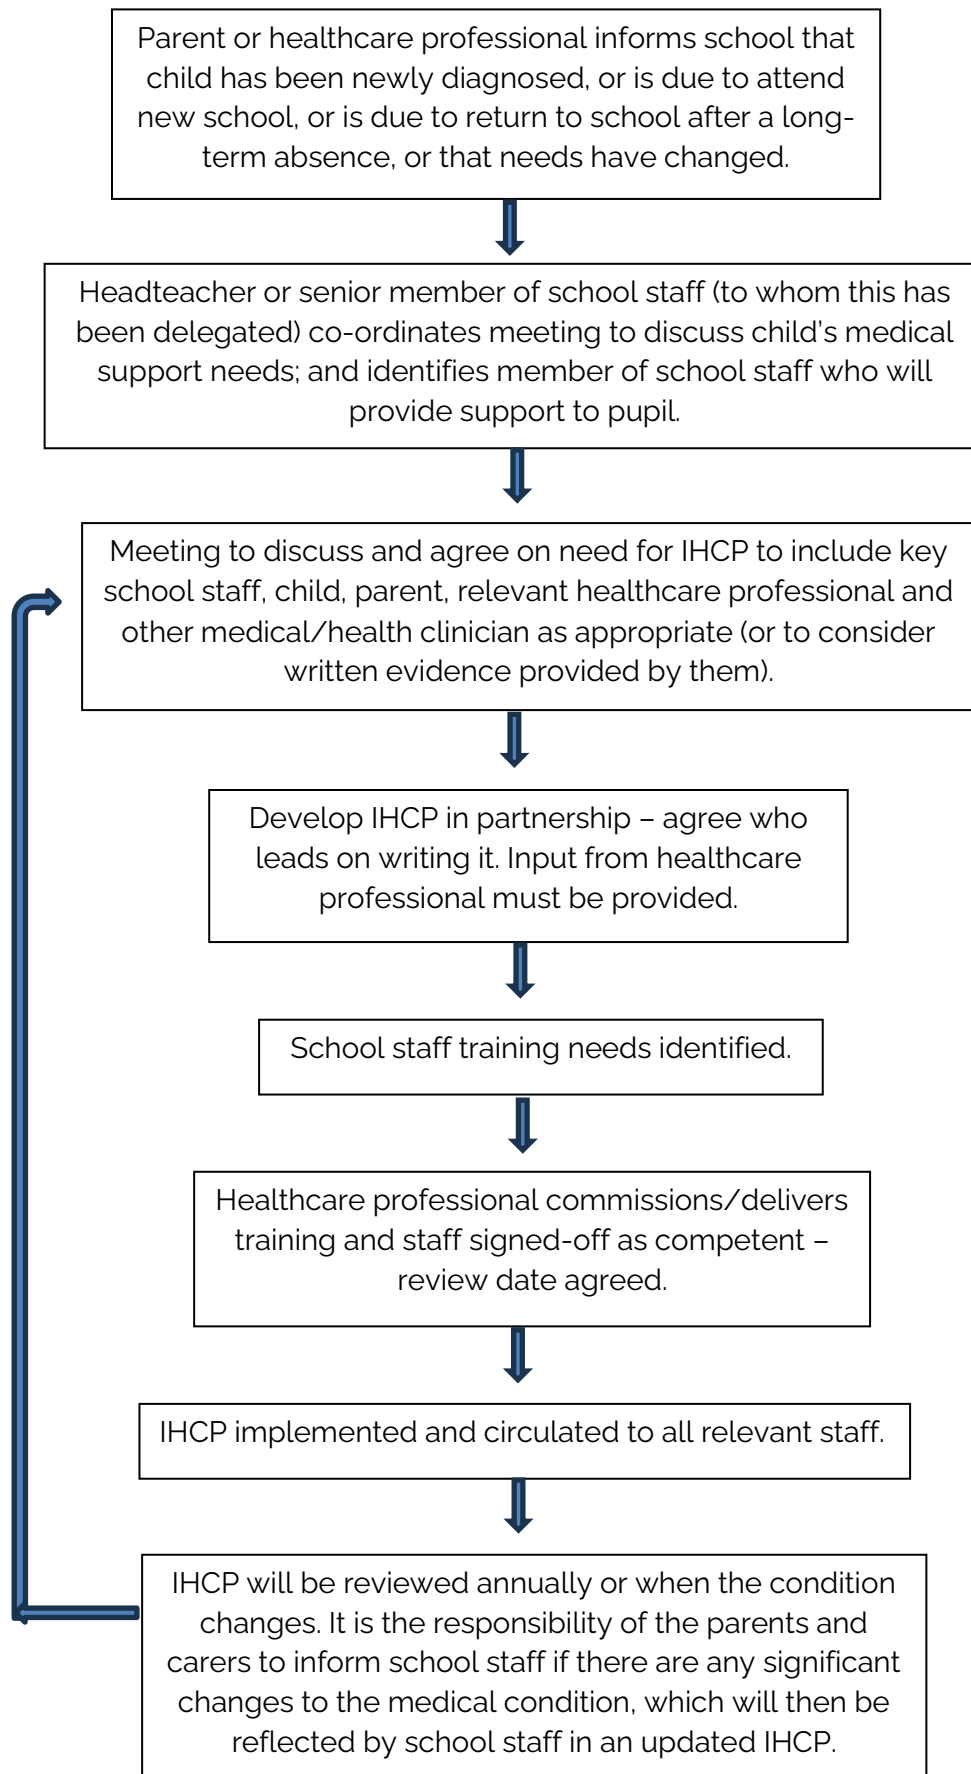 Parent or healthcare professional informs school that
child has been newly diagnosed, or is due to attend
new school, or is due to return to school after a long-
term absence, or that needs have changed.
Headteacher or senior member of school staff (to whom this has
been delegated) co-ordinates meeting to discuss child's medical
support needs; and identifies member of school staff who will
provide support to pupil.
Meeting to discuss and agree on need for IHCP to include key
school staff, child, parent, relevant healthcare professional and
other medical/health clinician as appropriate (or to consider
written evidence provided by them).
Develop IHCP in partnership – agree who
leads on writing it. Input from healthcare
professional must be provided.
School staff training needs identified.
Healthcare professional commissions/delivers
training and staff signed-off as competent –
review date agreed.
IHCP implemented and circulated to all relevant staff.
IHCP will be reviewed annually or when the condition
changes. It is the responsibility of the parents and
carers to inform school staff if there are any significant
changes to the medical condition, which will then be
reflected by school staff in an updated IHCP.